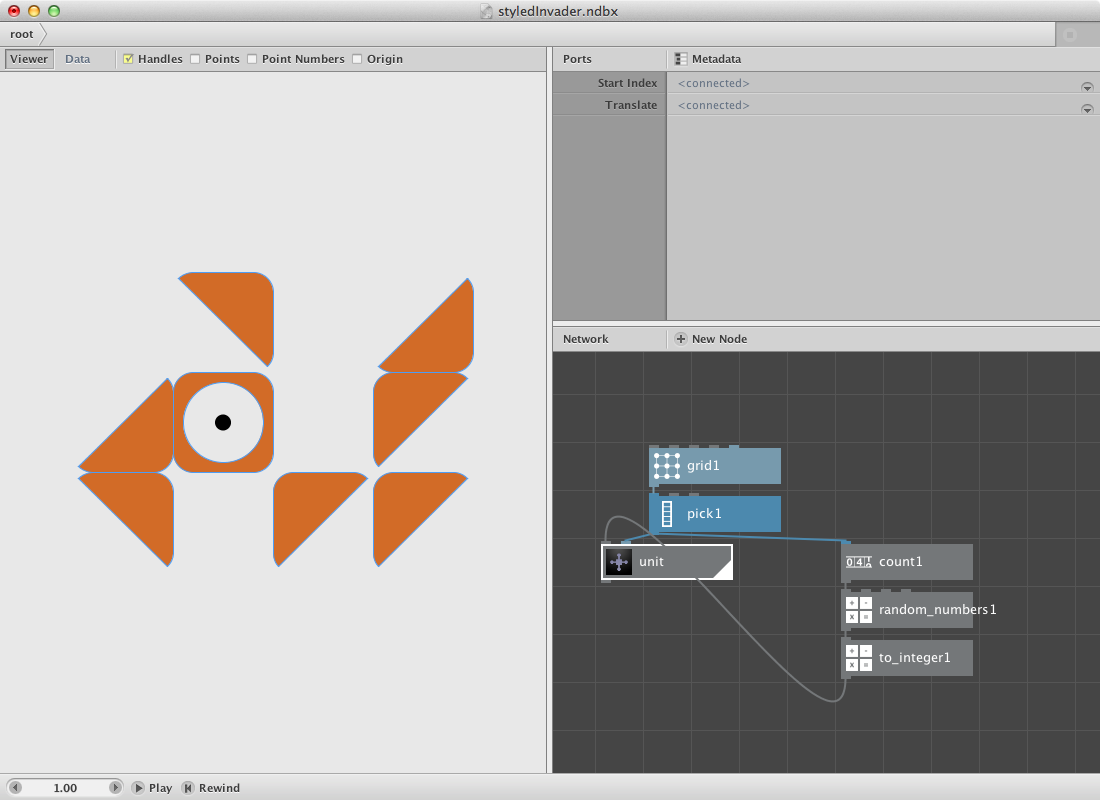 styledInvader.ndbx
root
Viewer Data Handles Points Point Numbers Origin
Ports Metadata
Start Index <connected>
Translate <connected>
Network New Node
grid1
pick1
unit
count1
random_numbers1
to_integer1
1.00 Play Rewind